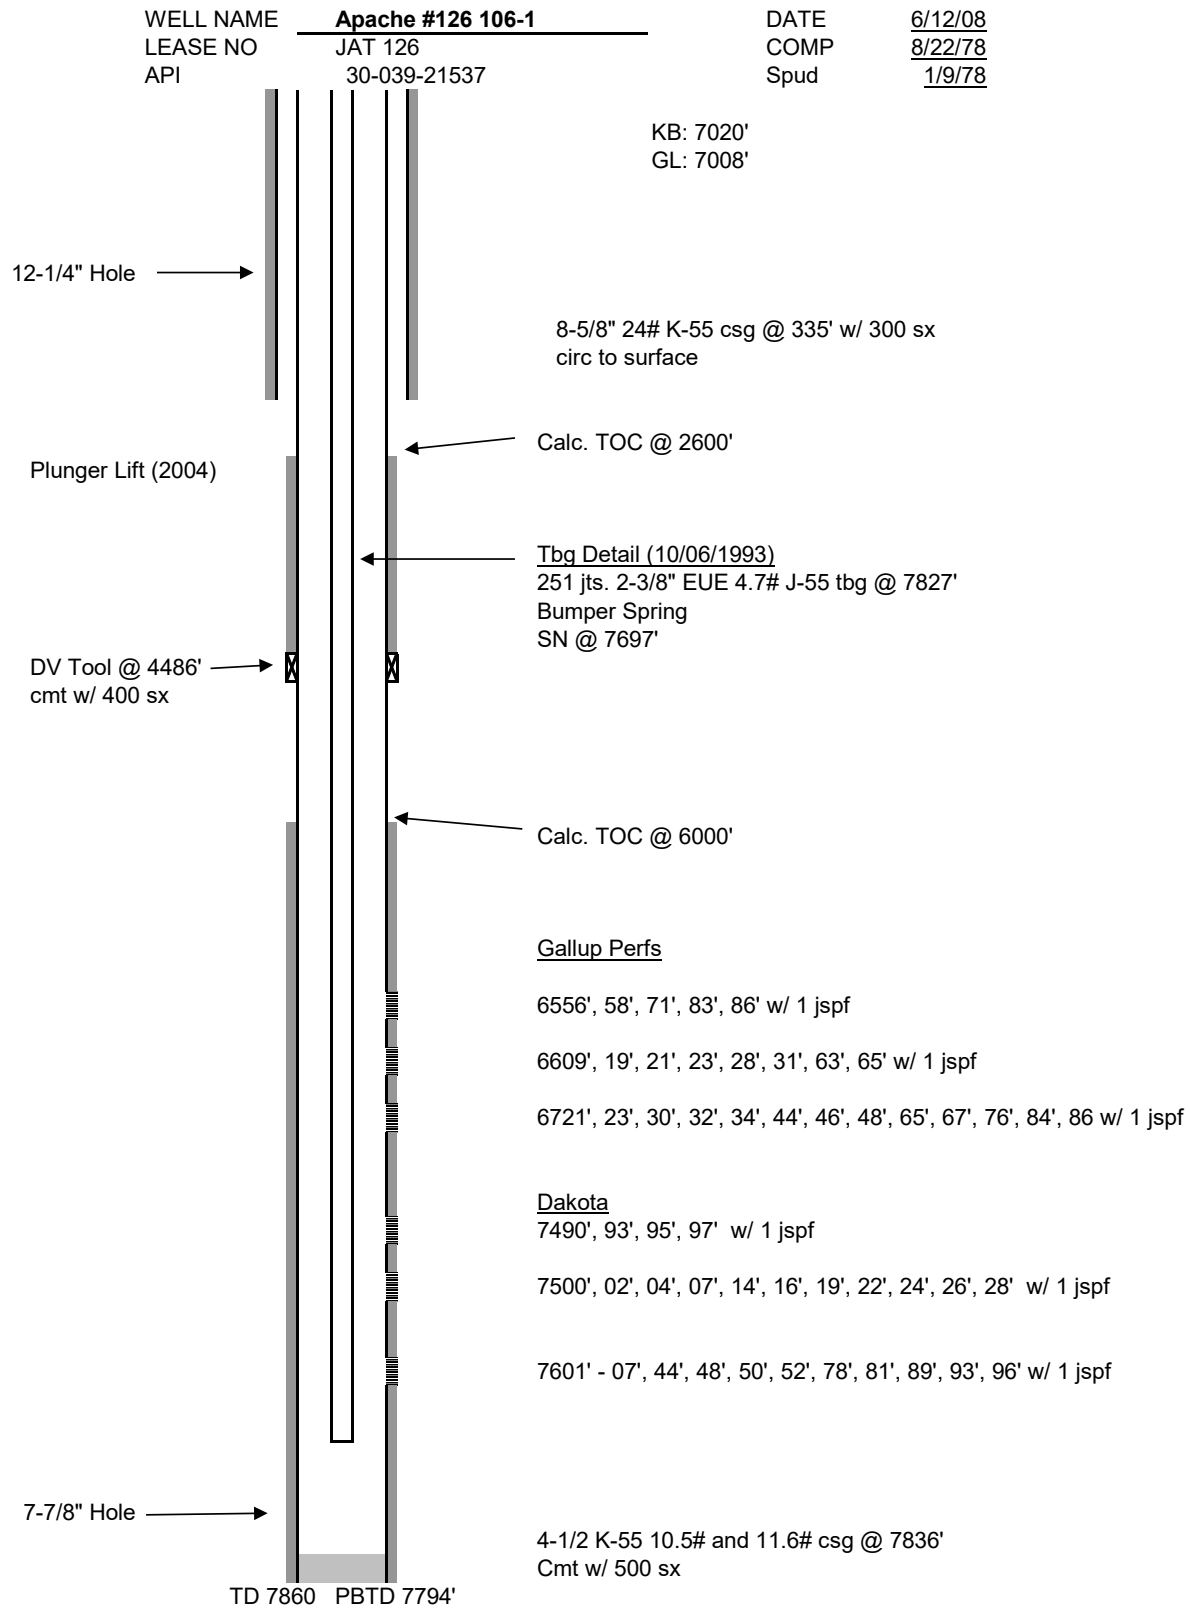 WELL NAME Apache #126 106-1 DATE 6/12/08
LEASE NO JAT 126 COMP 8/22/78
API 30-039-21537 Spud 1/9/78
KB: 7020'
GL: 7008'
12-1/4" Hole
8-5/8" 24# K-55 csg @ 335' w/ 300 sx
circ to surface
Calc. TOC @ 2600'
Plunger Lift (2004)
Tbg Detail (10/06/1993)
251 jts. 2-3/8" EUE 4.7# J-55 tbg @ 7827'
Bumper Spring
SN @ 7697'
DV Tool @ 4486'
cmt w/ 400 sx
Calc. TOC @ 6000'
Gallup Perfs
6556', 58', 71', 83', 86' w/ 1 jspf
6609', 19', 21', 23', 28', 31', 63', 65' w/ 1 jspf
6721', 23', 30', 32', 34', 44', 46', 48', 65', 67', 76', 84', 86 w/ 1 jspf
Dakota
7490', 93', 95', 97' w/ 1 jspf
7500', 02', 04', 07', 14', 16', 19', 22', 24', 26', 28' w/ 1 jspf
7601' - 07', 44', 48', 50', 52', 78', 81', 89', 93', 96' w/ 1 jspf
7-7/8" Hole
4-1/2 K-55 10.5# and 11.6# csg @ 7836'
Cmt w/ 500 sx
TD 7860 PBTD 7794'